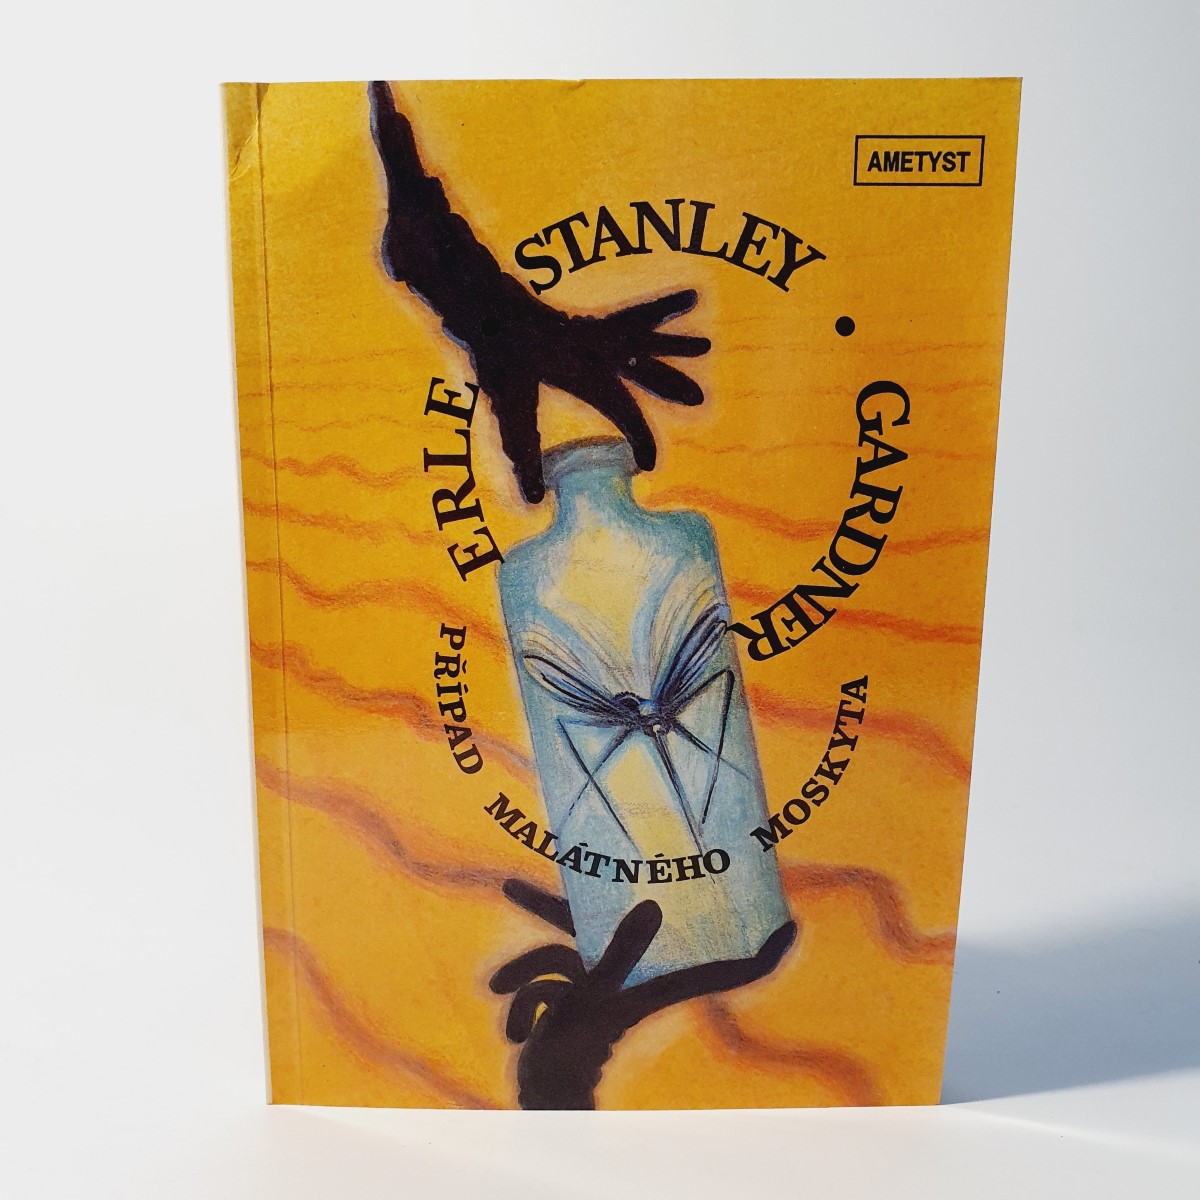 AMETYST
ERLE STANLEY • GARDNER
PŘÍPAD MALÁTNÉHO MOSKYTA